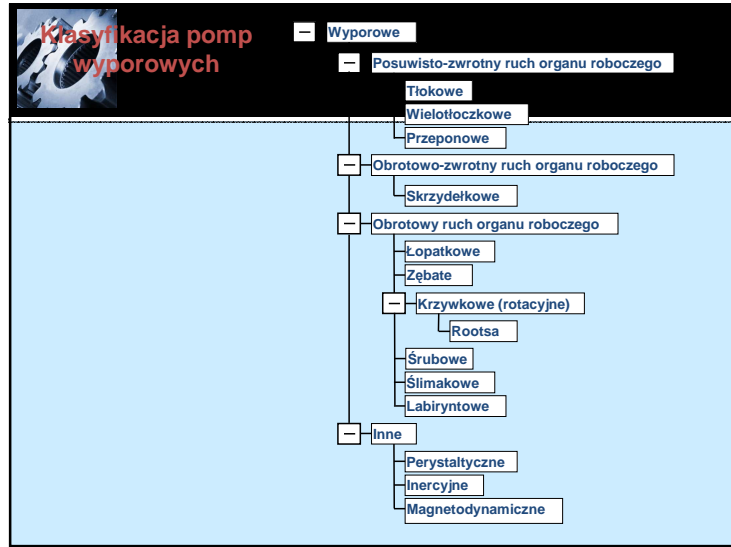 Klasyfikacja pomp
wyporowych
Wyporowe
Posuwisto-zwrotny ruch organu roboczego
Tłokowe
Wielotłoczkowe
Przeponowe
Obrotowo-zwrotny ruch organu roboczego
Skrzydełkowe
Obrotowy ruch organu roboczego
Łopatkowe
Zębate
Krzywkowe (rotacyjne)
Rootsa
Śrubowe
Ślimakowe
Labiryntowe
Inne
Perystaltyczne
Inercyjne
Magnetodynamiczne